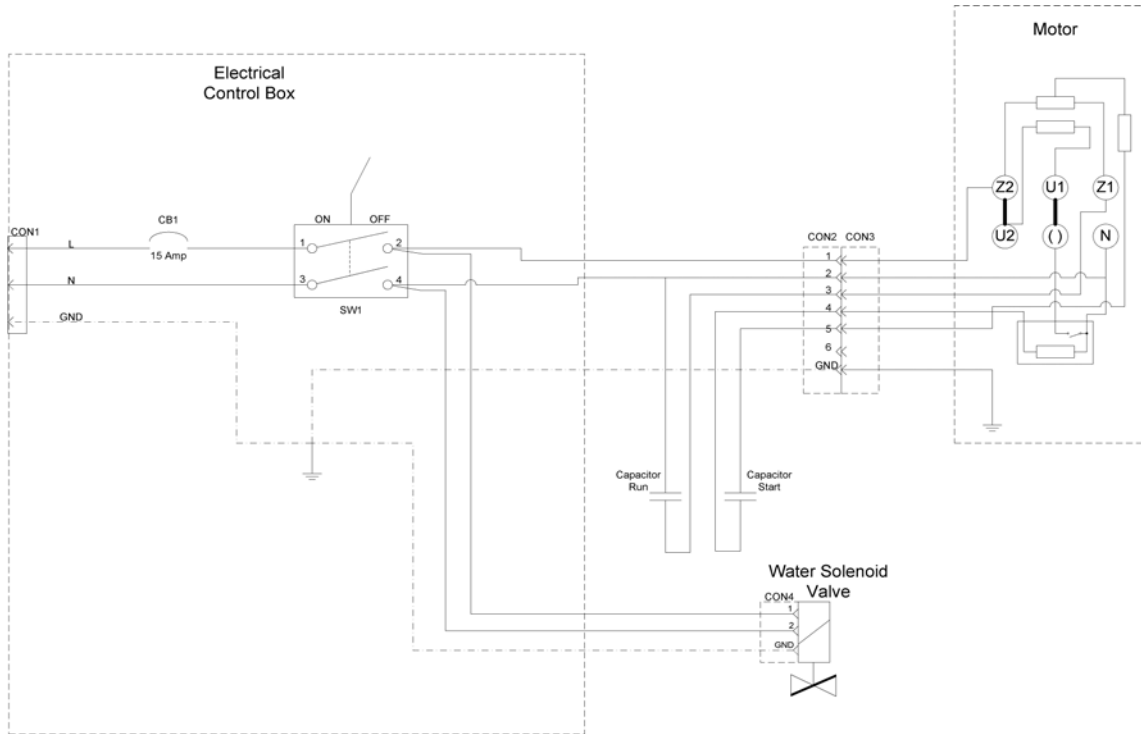 Motor
Electrical
Control Box
Z2
U1
Z1
U2
( )
N
CON1
L
CB1
15 Amp
ON
OFF
1
2
N
3
4
SW1
GND
CON2
CON3
1
2
3
4
5
6
GND
Capacitor
Run
Capacitor
Start
Water Solenoid
Valve
CON4
1
2
GND